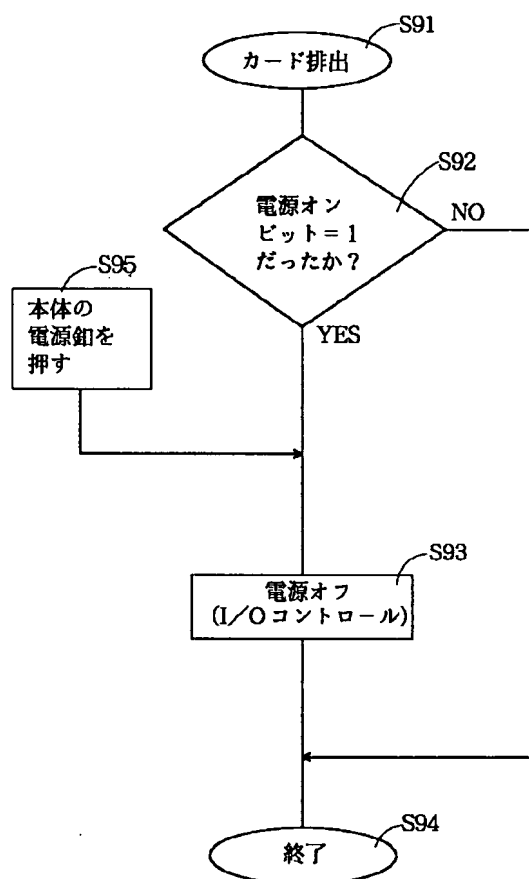 S91
カード排出
S92
電源オン
ビット＝1
だったか？
NO
YES
S95
本体の
電源釦を
押す
S93
電源オフ
(I／Oコントロール)
S94
終了